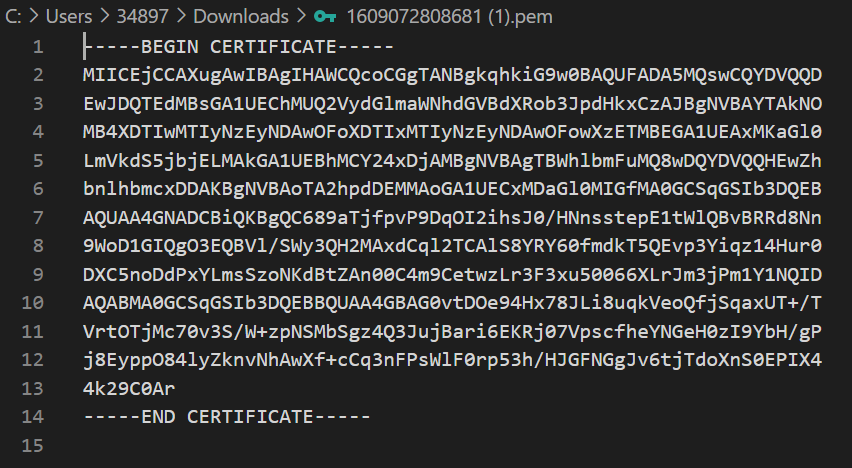 C: > Users > 34897 > Downloads > 1609072808681 (1).pem
1 -----BEGIN CERTIFICATE-----
2 MIICEjCCAXugAwIBAgIHAWCQcoCGgTANBgkqhkiG9w0BAQUFADA5MQswCQYDVQQD
3 EwJDQTEdMBsGA1UEChMUQ2VydGlmaWNhdGVBdXRob3JpdHkxCzAJBgNVBAYTAkNO
4 MB4XDTIwMTIyNzEyNDAwOFoXDTIxMTIyNzEyNDAwOFowXzETMBEGA1UEAxMKaGl0
5 LmVkdS5jbjELMAkGA1UEBhMCY24xDjAMBgNVBAgTBWhlbmFuMQ8wDQYDVQQHEwZh
6 bnlhbmcxDDAKBgNVBAoTA2hpdDEMMAoGA1UECxMDaGl0MIGfMA0GCSqGSIb3DQEB
7 AQUAA4GNADCBiQKBgQC689aTjfpvP9DqOI2ihsJ0/HNnsstepE1tWlQBvBRRd8Nn
8 9WoD1GIQgO3EQBVl/SWy3QH2MAxdCql2TCAlS8YRY60fmdkT5QEvp3Yiqz14Hur0
9 DXC5noDdPxYLmsSzoNKdBtZAn00C4m9CetwzLr3F3xu50066XLrJm3jPm1Y1NQID
10 AQABMA0GCSqGSIb3DQEBBQUAA4GBAG0vtDOe94Hx78JLi8uqkVeoQfjSqaxUT+/T
11 VrtOTjMc70v3S/W+zpNSMbSgz4Q3JujBari6EKRj07VpscfheYNGeH0zI9YbH/gP
12 j8EyppO84lyZknvNhAwXf+cCq3nFPsWlF0rp53h/HJGFNGgJv6tjTdoXnS0EPIX4
13 4k29C0Ar
14 -----END CERTIFICATE-----
15